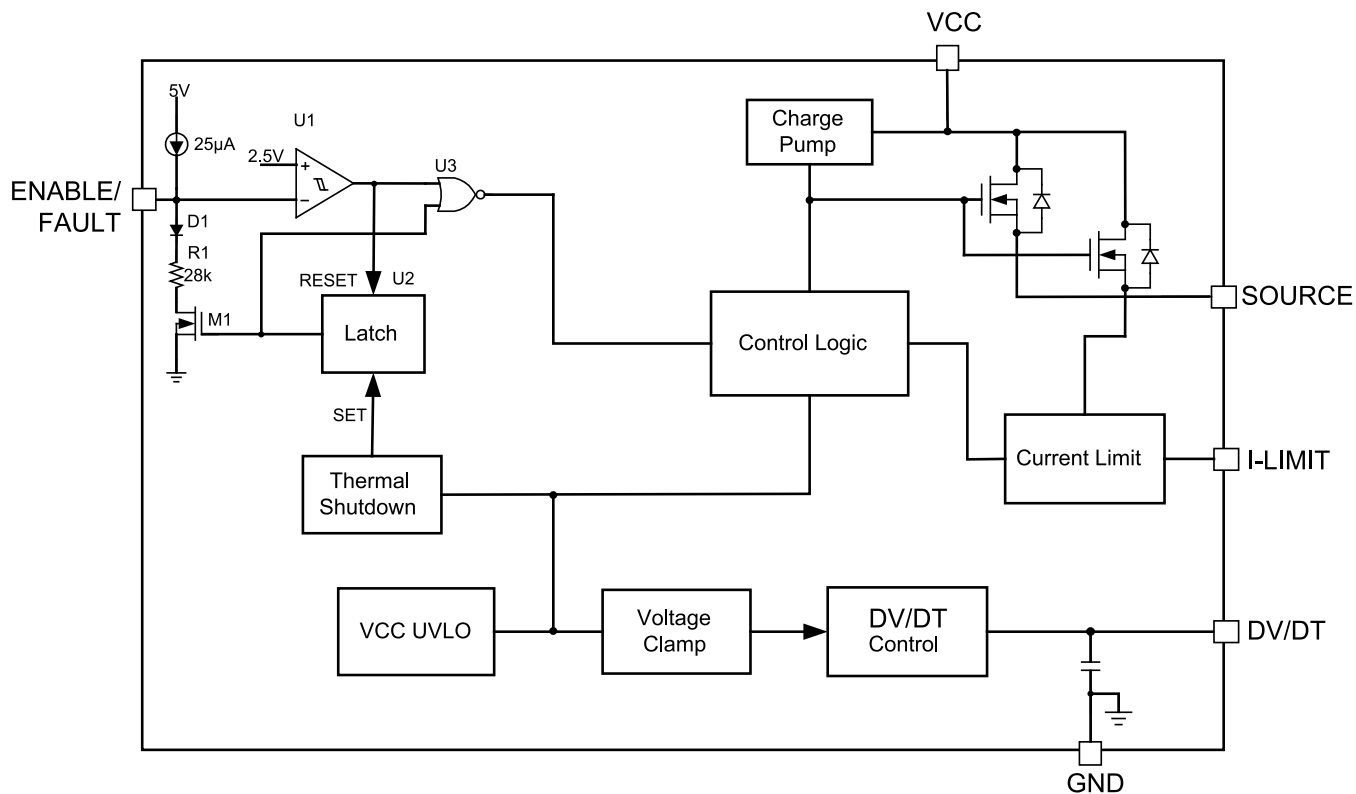 VCC
5V
U1
25µA
2.5V
+
−
U3
Charge
Pump
ENABLE/
FAULT
D1
R1
28k
RESET
U2
M1
Latch
SET
Control Logic
SOURCE
Thermal
Shutdown
Current Limit
I-LIMIT
VCC UVLO
Voltage
Clamp
DV/DT
Control
DV/DT
GND